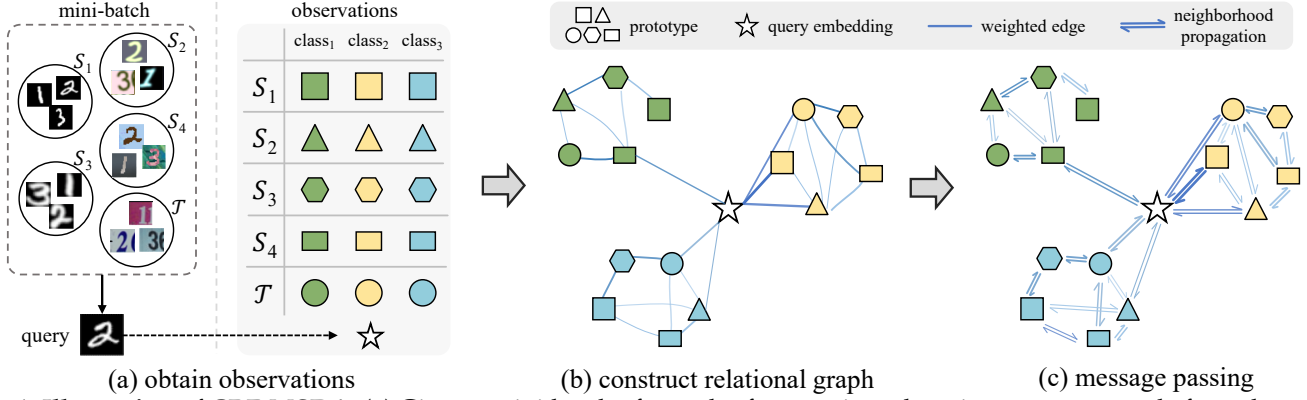 mini-batch
observations
S₁
S₂
S₃
S₄
𝒯
class₁ class₂ class₃
S₁
S₂
S₃
S₄
𝒯
query
prototype
query embedding
weighted edge
neighborhood
propagation
(a) obtain observations
(b) construct relational graph
(c) message passing